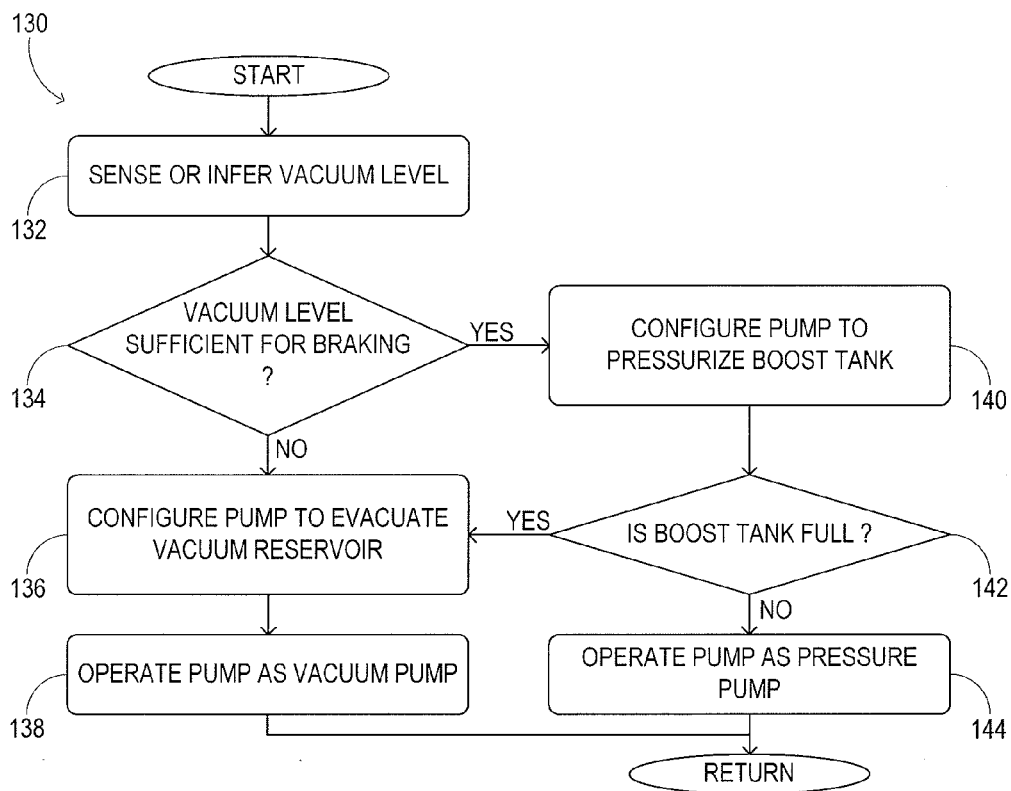 130
START
SENSE OR INFER VACUUM LEVEL
132
VACUUM LEVEL
SUFFICIENT FOR BRAKING
?
134
YES
CONFIGURE PUMP TO
PRESSURIZE BOOST TANK
140
NO
CONFIGURE PUMP TO EVACUATE
VACUUM RESERVOIR
136
YES
IS BOOST TANK FULL ?
142
NO
OPERATE PUMP AS VACUUM PUMP
138
OPERATE PUMP AS PRESSURE
PUMP
144
RETURN